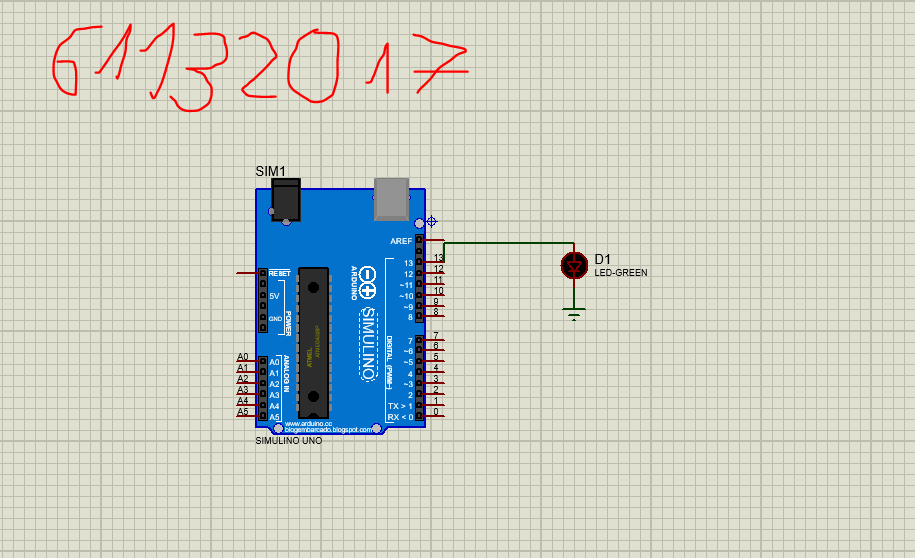 61132017
SIM1
AREF
13
13
12
12
~11
11
~10
10
~9
9
8
8
RESET
5V
GND
POWER
ARDUINO
SIMULINO
DIGITAL (PWM~)
ANALOG IN
7
7
~6
6
~5
5
4
4
~3
3
2
2
TX > 1
1
RX < 0
0
A0
A0
A1
A1
A2
A2
A3
A3
A4
A4
A5
A5
ATMEL
www.arduino.cc
blogembarcado.blogspot.com
SIMULINO UNO
D1
LED-GREEN